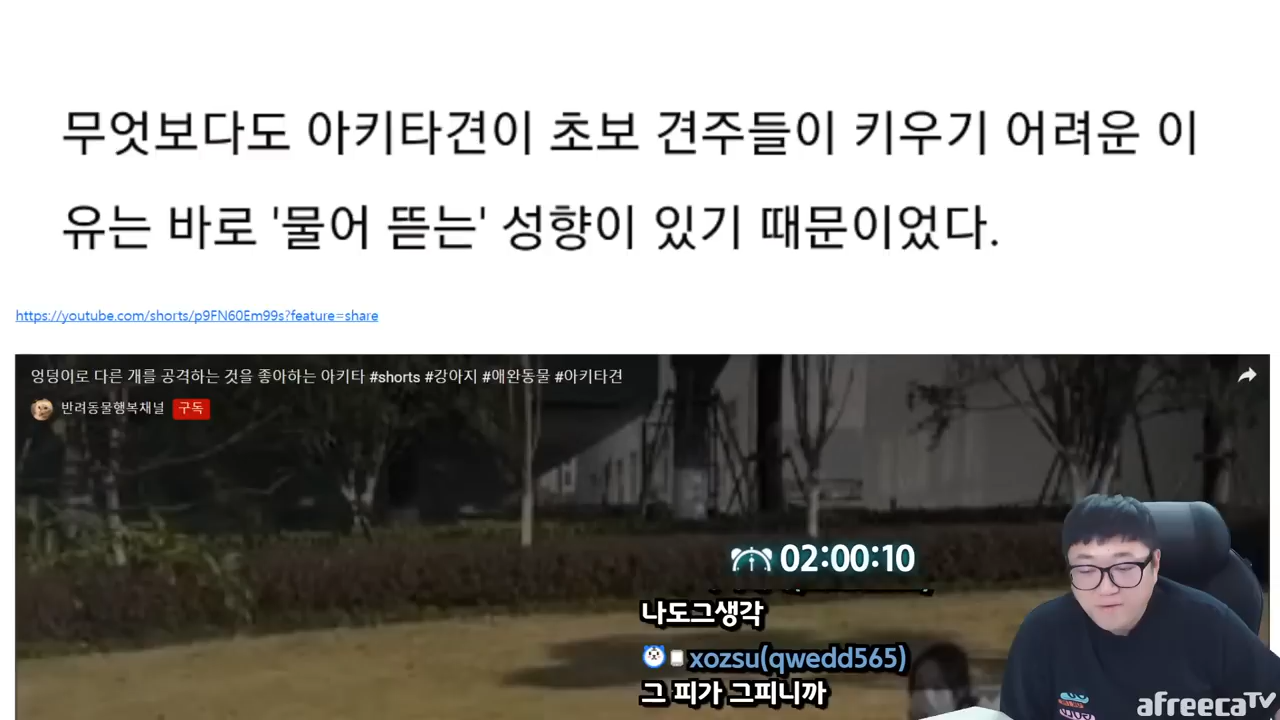 무엇보다도 아키타견이 초보 견주들이 키우기 어려운 이
유는 바로 '물어 뜯는' 성향이 있기 때문이었다.
https://youtube.com/shorts/p9FN60Em99s?feature=share
엉덩이로 다른 개를 공격하는 것을 좋아하는 아키타 #shorts #강아지 #애완동물 #아키타견
반려동물행복채널 구독
02:00:10
나도그생각
xozsu(qwedd565)
그 피가 그피니까
afreecaTV